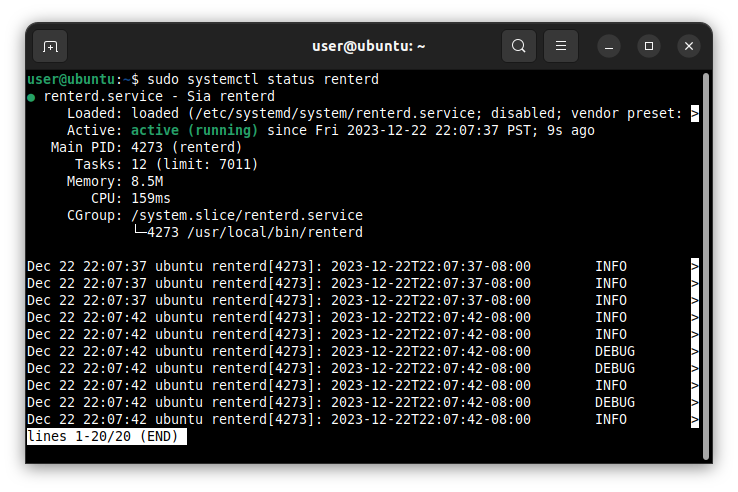 user@ubuntu: ~
user@ubuntu:~$ sudo systemctl status renterd
● renterd.service - Sia renterd
     Loaded: loaded (/etc/systemd/system/renterd.service; disabled; vendor preset: >
     Active: active (running) since Fri 2023-12-22 22:07:37 PST; 9s ago
   Main PID: 4273 (renterd)
      Tasks: 12 (limit: 7011)
     Memory: 8.5M
        CPU: 159ms
     CGroup: /system.slice/renterd.service
             └─4273 /usr/local/bin/renterd

Dec 22 22:07:37 ubuntu renterd[4273]: 2023-12-22T22:07:37-08:00        INFO        >
Dec 22 22:07:37 ubuntu renterd[4273]: 2023-12-22T22:07:37-08:00        INFO        >
Dec 22 22:07:37 ubuntu renterd[4273]: 2023-12-22T22:07:37-08:00        INFO        >
Dec 22 22:07:42 ubuntu renterd[4273]: 2023-12-22T22:07:42-08:00        INFO        >
Dec 22 22:07:42 ubuntu renterd[4273]: 2023-12-22T22:07:42-08:00        INFO        >
Dec 22 22:07:42 ubuntu renterd[4273]: 2023-12-22T22:07:42-08:00        DEBUG       >
Dec 22 22:07:42 ubuntu renterd[4273]: 2023-12-22T22:07:42-08:00        DEBUG       >
Dec 22 22:07:42 ubuntu renterd[4273]: 2023-12-22T22:07:42-08:00        INFO        >
Dec 22 22:07:42 ubuntu renterd[4273]: 2023-12-22T22:07:42-08:00        DEBUG       >
Dec 22 22:07:42 ubuntu renterd[4273]: 2023-12-22T22:07:42-08:00        INFO        >
lines 1-20/20 (END)